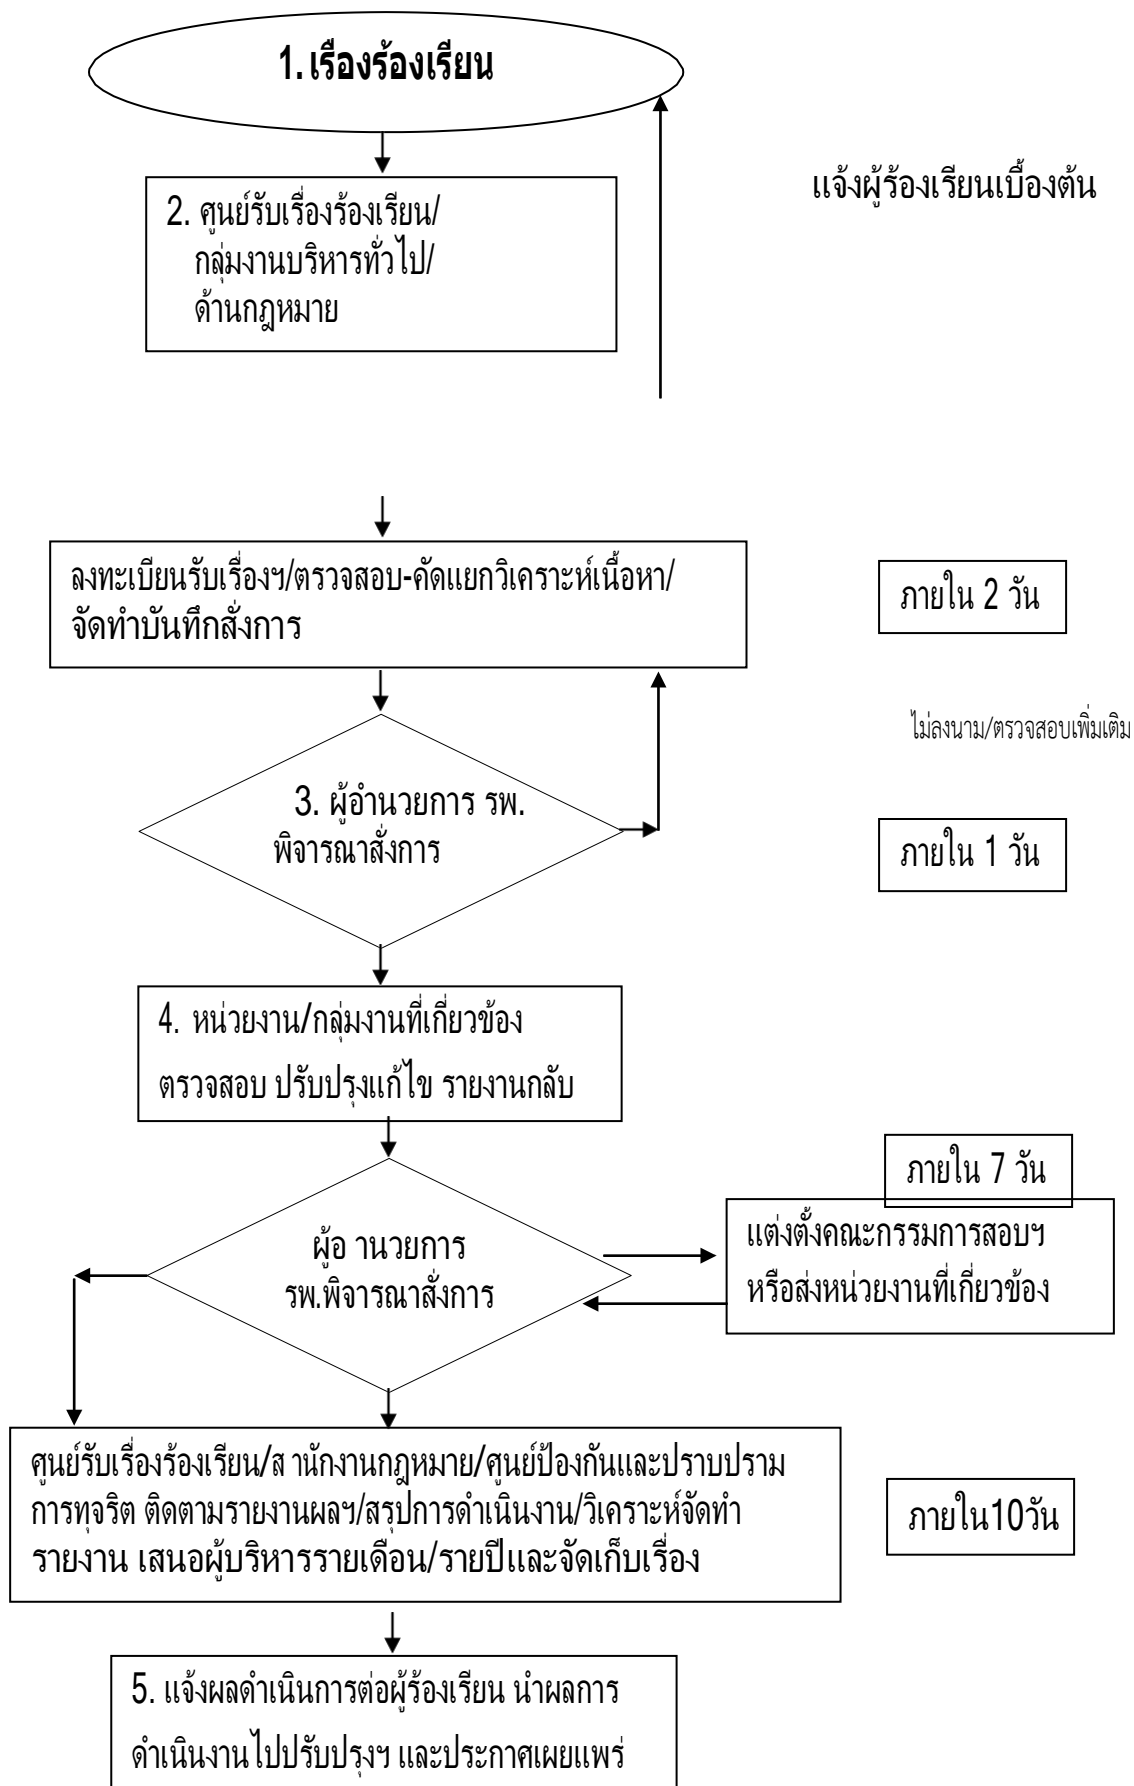 1. เรื่องร้องเรียน
แจ้งผู้ร้องเรียนเบื้องต้น
2. ศูนย์รับเรื่องร้องเรียน/
กลุ่มงานบริหารทั่วไป/
ด้านกฎหมาย
ลงทะเบียนรับเรื่องฯ/ตรวจสอบ-คัดแยกวิเคราะห์เนื้อหา/
จัดทำบันทึกสั่งการ
ภายใน 2 วัน
ไม่ลงนาม/ตรวจสอบเพิ่มเติม
3. ผู้อำนวยการ รพ.
พิจารณาสั่งการ
ภายใน 1 วัน
4. หน่วยงาน/กลุ่มงานที่เกี่ยวข้อง
ตรวจสอบ ปรับปรุงแก้ไข รายงานกลับ
ภายใน 7 วัน
ผู้อ านวยการ
รพ.พิจารณาสั่งการ
แต่งตั้งคณะกรรมการสอบฯ
หรือส่งหน่วยงานที่เกี่ยวข้อง
ศูนย์รับเรื่องร้องเรียน/ส านักงานกฎหมาย/ศูนย์ป้องกันและปราบปราม
การทุจริต ติดตามรายงานผลฯ/สรุปการดำเนินงาน/วิเคราะห์จัดทำ
รายงาน เสนอผู้บริหารรายเดือน/รายปีและจัดเก็บเรื่อง
ภายใน10วัน
5. แจ้งผลดำเนินการต่อผู้ร้องเรียน นำผลการ
ดำเนินงานไปปรับปรุงฯ และประกาศเผยแพร่